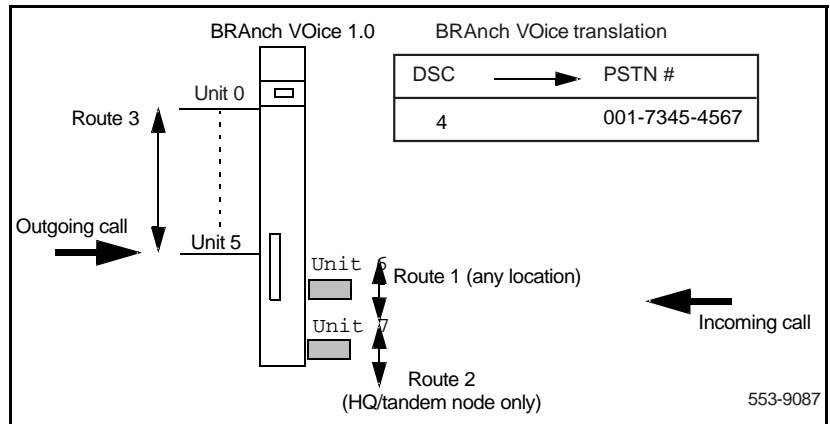 BRAnch VOice 1.0
BRAnch VOice translation
DSC PSTN #
4 001-7345-4567
Unit 0
Route 3
Outgoing call
Unit 5
Unit 6
Route 1 (any location)
Unit 7
Incoming call
Route 2
(HQ/tandem node only)
553-9087